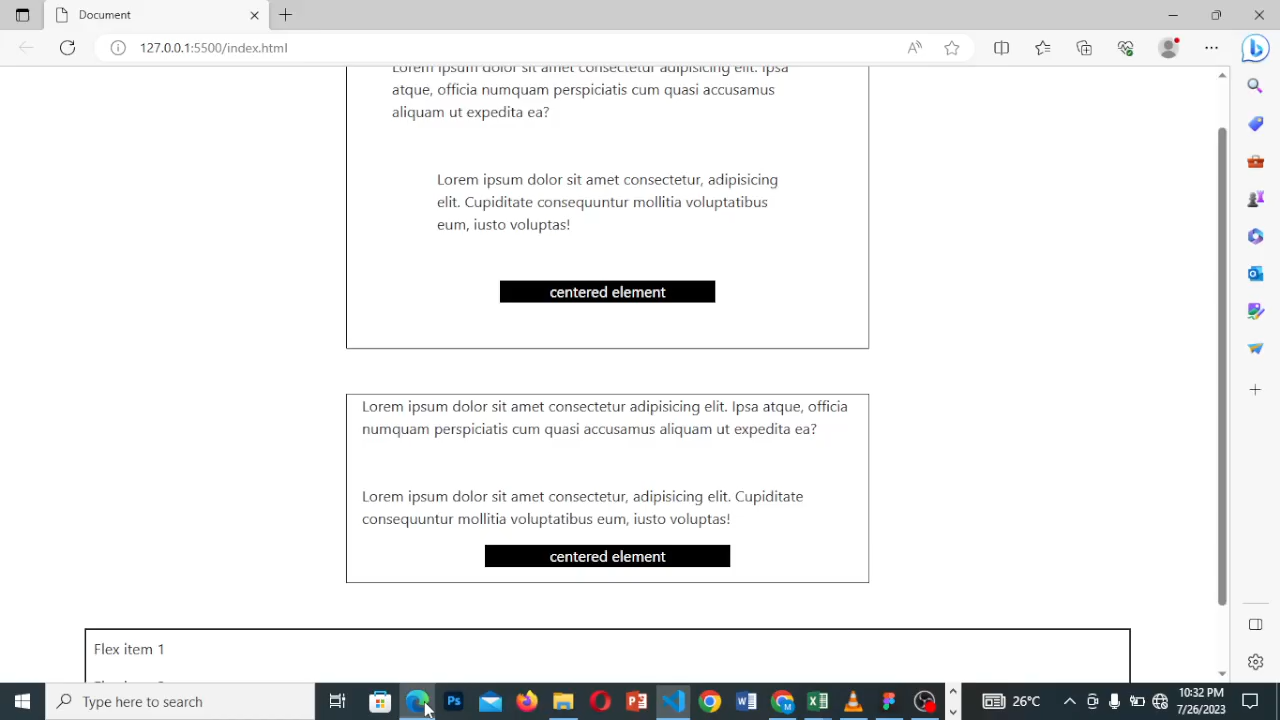 Document
127.0.0.1:5500/index.html
Lorem ipsum dolor sit amet consectetur adipisicing elit. Ipsa
atque, officia numquam perspiciatis cum quasi accusamus
aliquam ut expedita ea?
Lorem ipsum dolor sit amet consectetur, adipisicing
elit. Cupiditate consequuntur mollitia voluptatibus
eum, iusto voluptas!
centered element
Lorem ipsum dolor sit amet consectetur adipisicing elit. Ipsa atque, officia
numquam perspiciatis cum quasi accusamus aliquam ut expedita ea?
Lorem ipsum dolor sit amet consectetur, adipisicing elit. Cupiditate
consequuntur mollitia voluptatibus eum, iusto voluptas!
centered element
Flex item 1
Type here to search
26°C
10:32 PM
7/26/2023